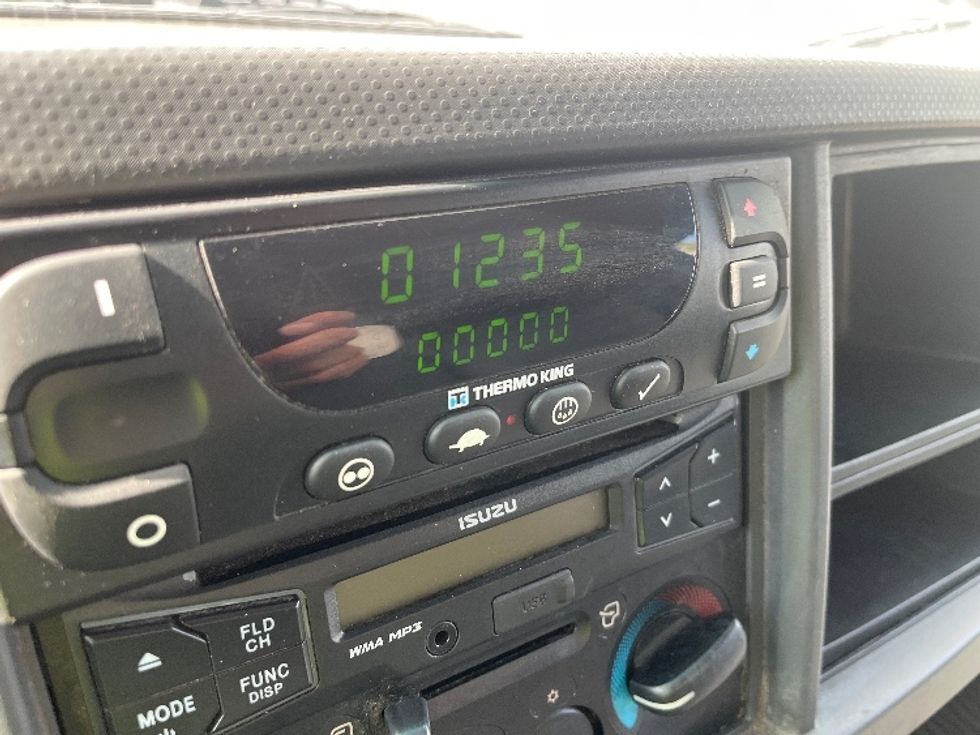 01235
00000
THERMO KING
ISUZU
USB
WMA MP3
FLD
CH
FUNC
DISP
MODE
+
-